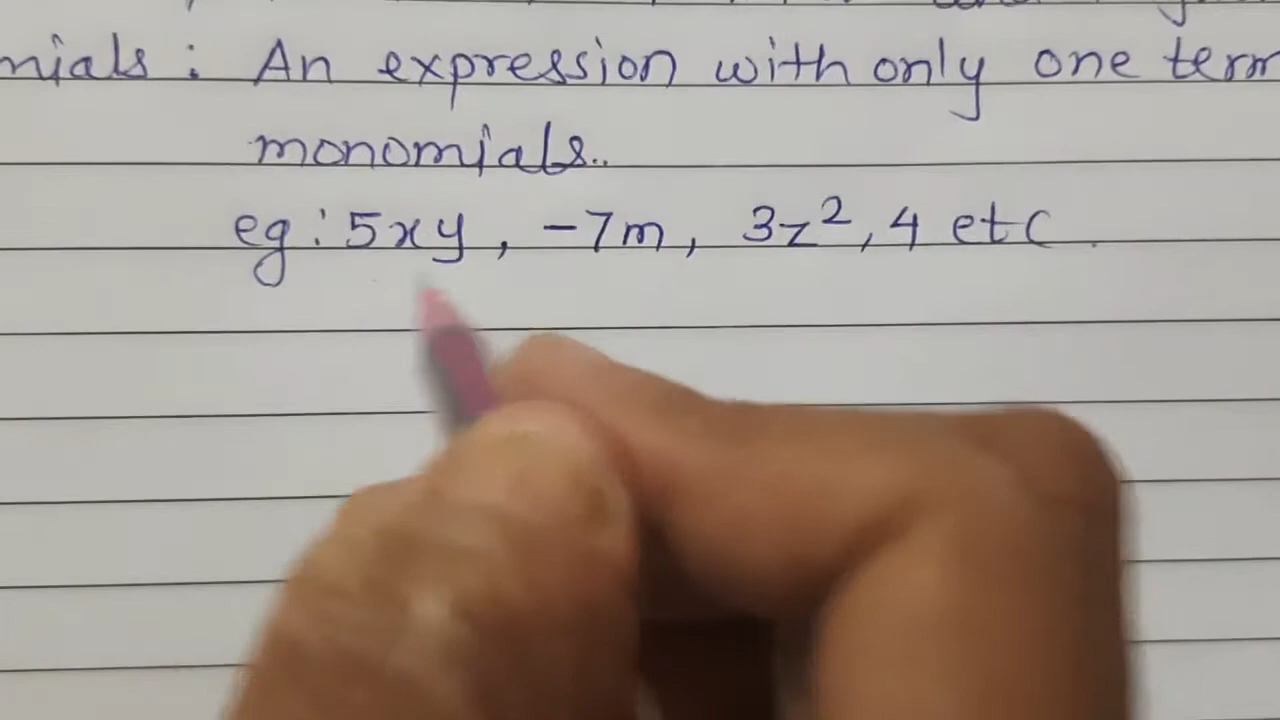 nials : An expression with only one term
monomials..
eg : 5xy, -7m, 3z², 4 etc.